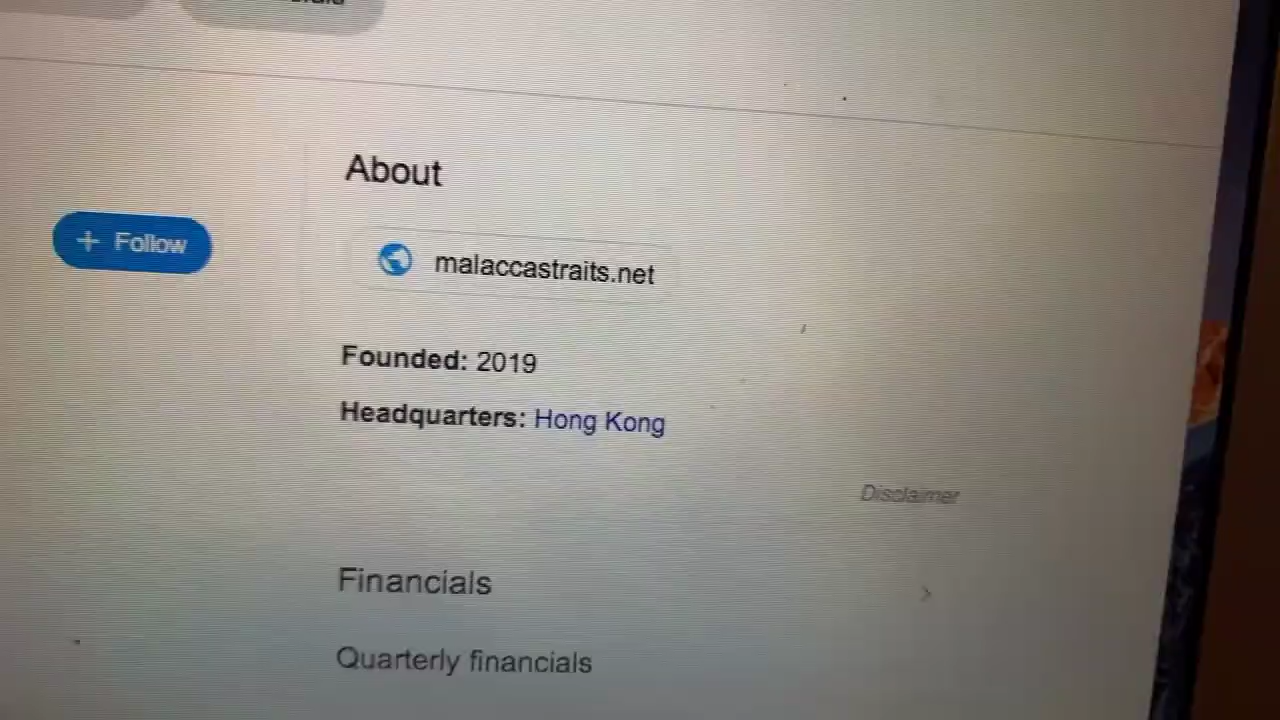 About
+ Follow
malaccastraits.net
Founded: 2019
Headquarters: Hong Kong
Disclaimer
Financials
Quarterly financials